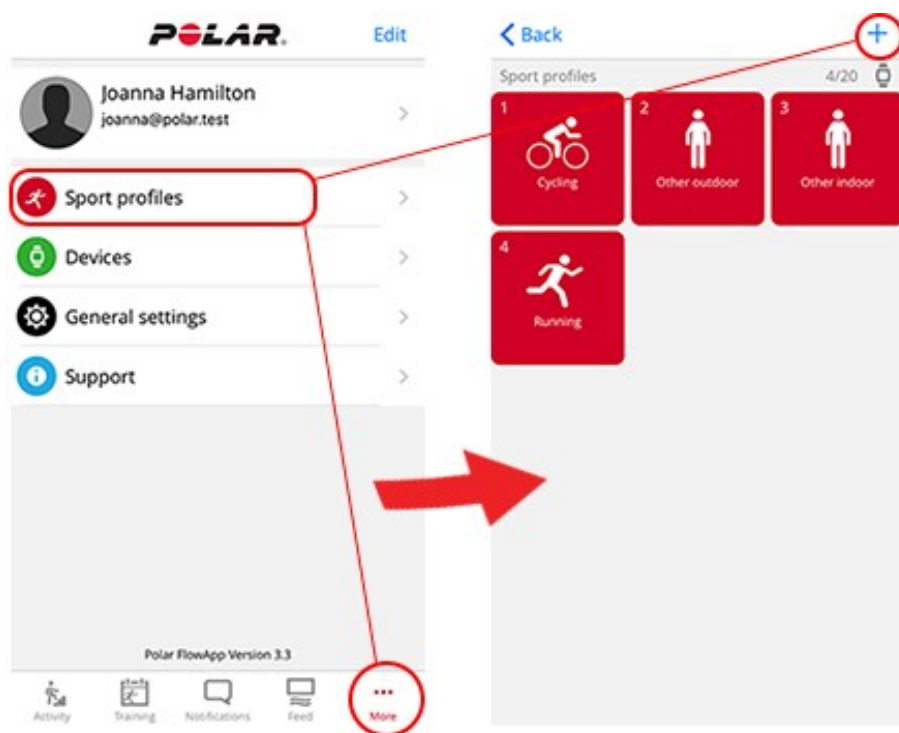 POLAR.
Edit
Joanna Hamilton
joanna@polar.test
Sport profiles
Devices
General settings
Support
Polar FlowApp Version 3.3
Activity
Training
Notifications
Feed
More
Back
+
Sport profiles
4/20
1
Cycling
2
Other outdoor
3
Other indoor
4
Running